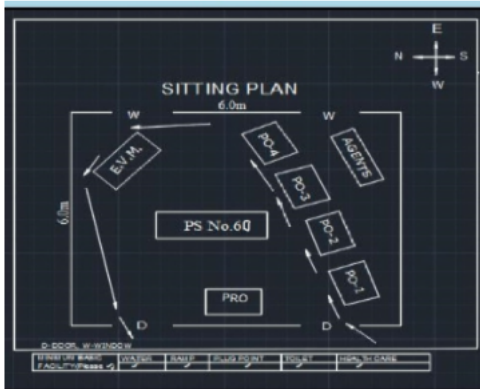 E
N S
W
SITTING PLAN
6.0m
W W
E.V.M.
PO-4
AGENTS
PO-3
6.0m
PS No.60
PO-2
PO-1
PRO
D D
D-DOOR, W-WINDOW
WATER RAMP PLUG POINT TOILET HEALTH CARE